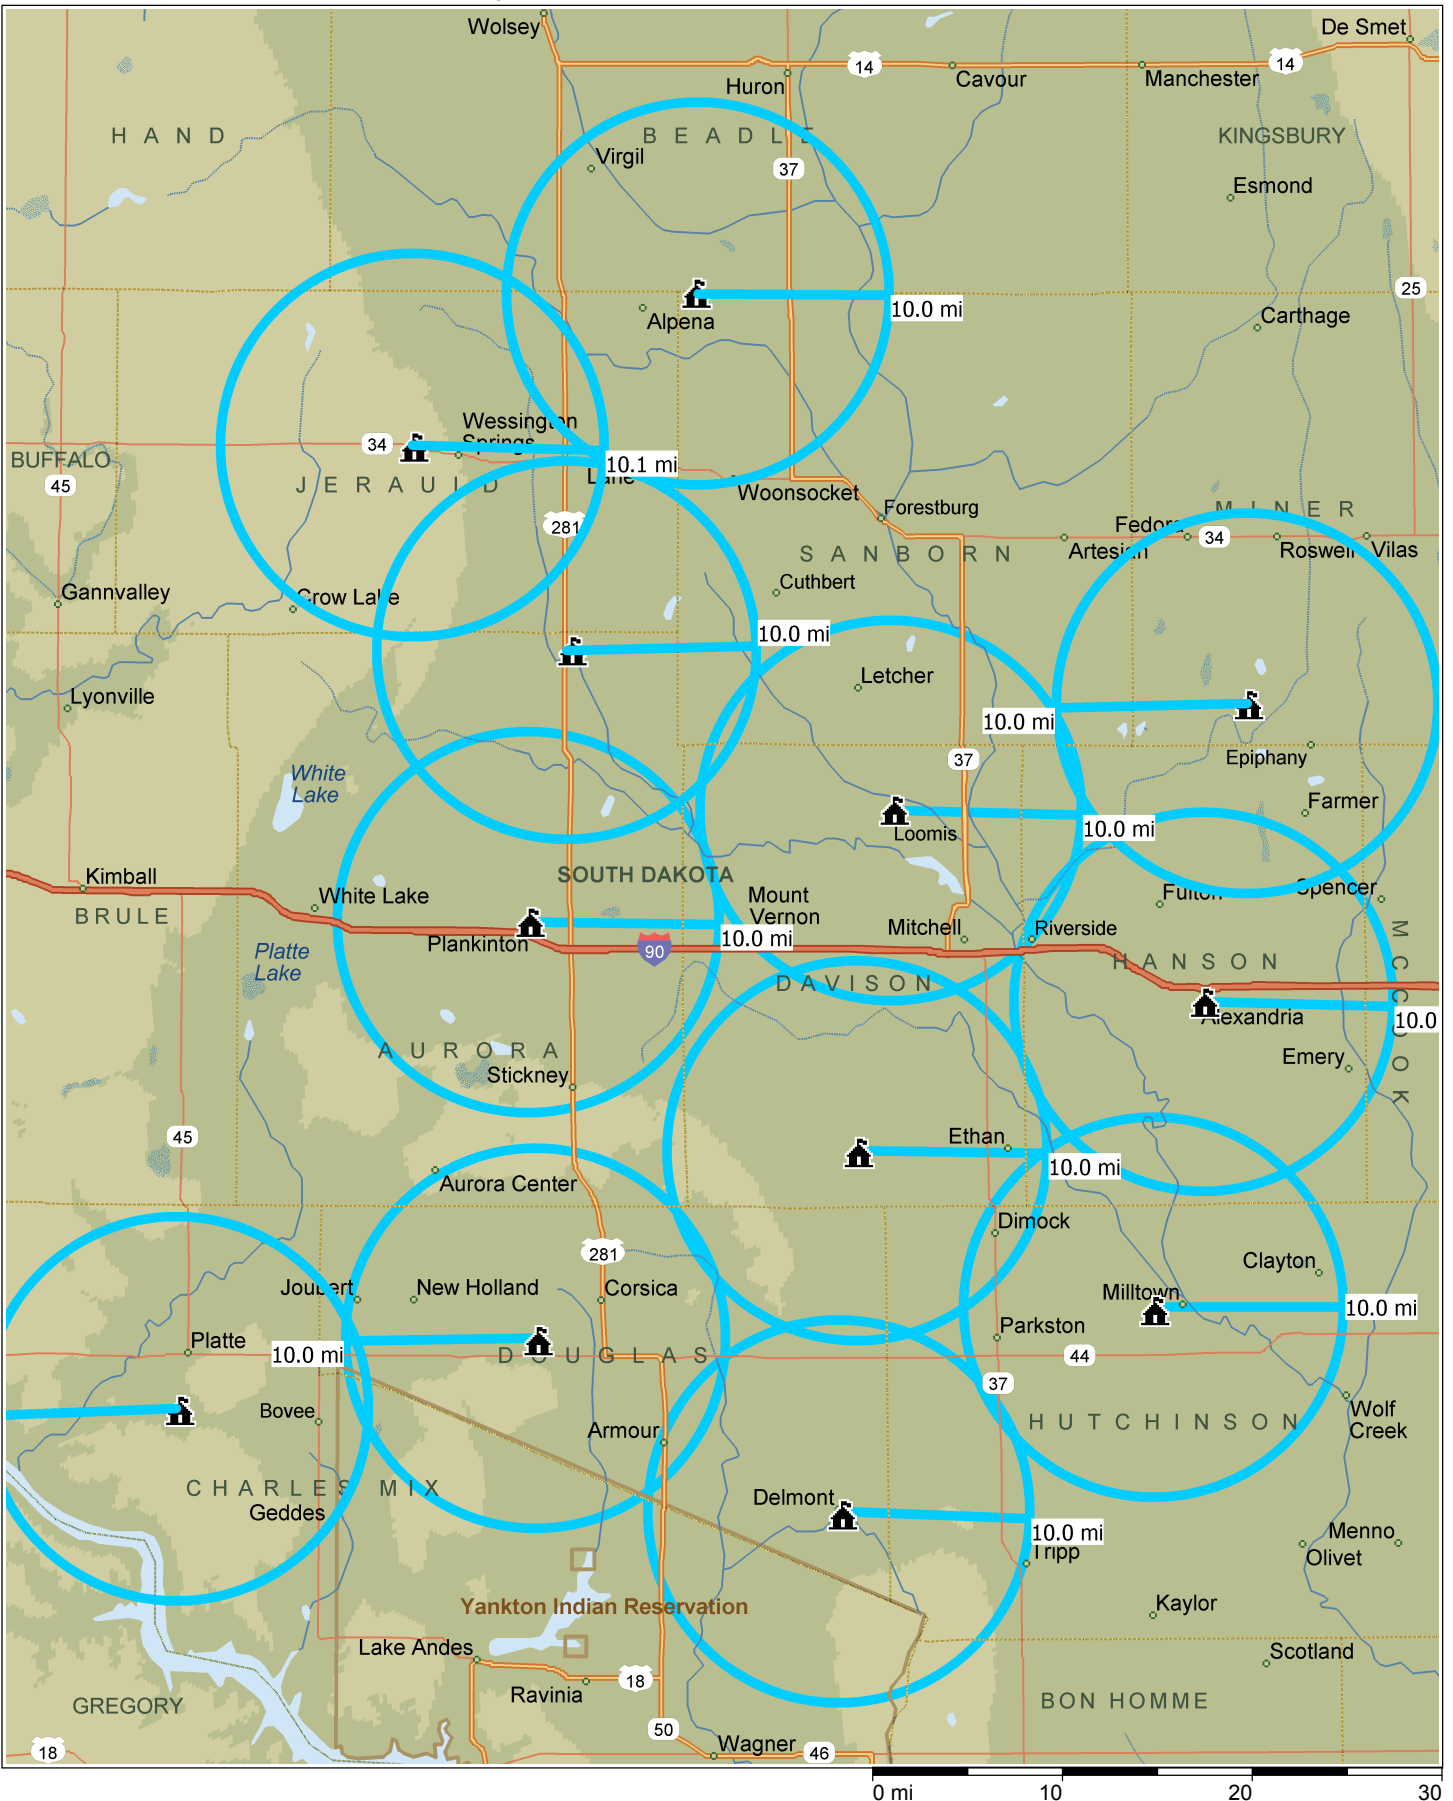 Wolsey
De Smet
14
14
Huron
Cavour
Manchester
HAND
BEADLE
KINGSBURY
Virgil
37
Esmond
25
10.0 mi
Alpena
Carthage
Wessington
Springs
34
BUFFALO
10.1 mi
Lane
45
JERAULD
Woonsocket
Forestburg
MINER
281
Fedora
34
SANBORN
Artesian
Roswell
Vilas
Cuthbert
Gannvalley
Crow Lake
10.0 mi
Letcher
Lyonville
10.0 mi
37
Epiphany
White
Lake
Farmer
Loomis
10.0 mi
SOUTH DAKOTA
Kimball
White Lake
Mount
Vernon
Fulton
Spencer
BRULE
Plankinton
10.0 mi
Mitchell
Riverside
90
Platte
Lake
HANSON
MCCOOK
DAVISON
Alexandria
10.0
AURORA
Emery
Stickney
45
Ethan
10.0 mi
Aurora Center
Dimock
281
Clayton
Joubert
New Holland
Corsica
Milltown
10.0 mi
Platte
Parkston
10.0 mi
DOUGLAS
44
37
Bovee
Armour
HUTCHINSON
Wolf
Creek
CHARLES MIX
Delmont
Geddes
10.0 mi
Tripp
Menno
Olivet
Yankton Indian Reservation
Kaylor
Lake Andes
Scotland
18
Ravinia
GREGORY
BON HOMME
50
18
Wagner
46
0 mi
10
20
30